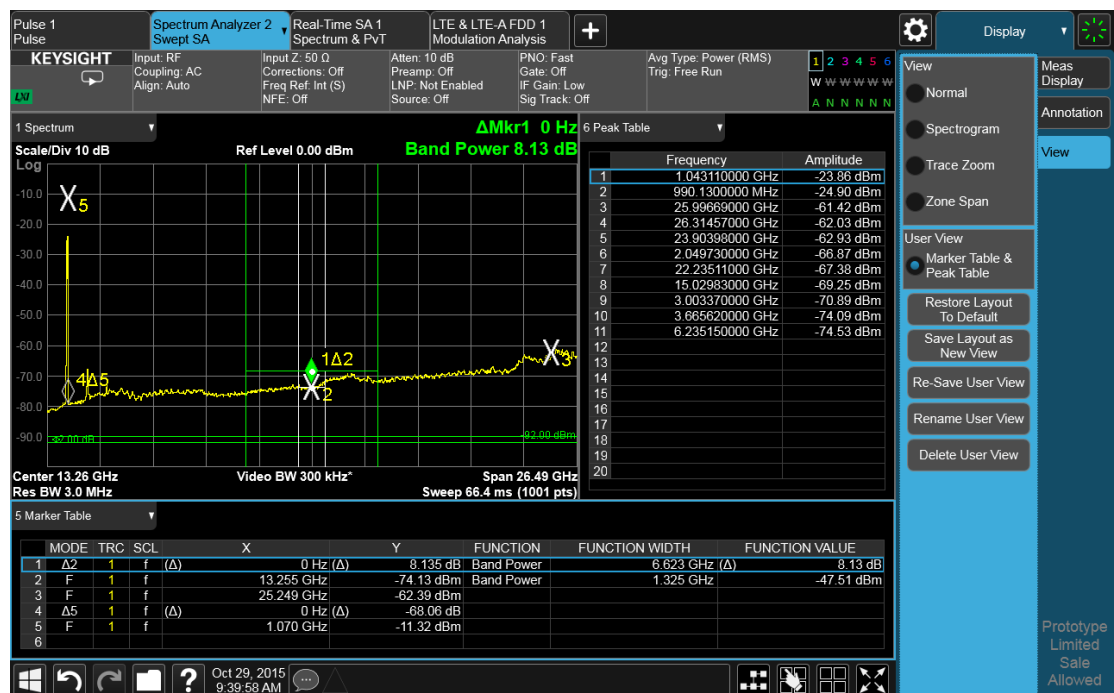 Pulse 1
Pulse
Spectrum Analyzer 2
Swept SA
Real-Time SA 1
Spectrum & PvT
LTE & LTE-A FDD 1
Modulation Analysis
Display
KEYSIGHT
LXI
Input: RF
Coupling: AC
Align: Auto
Input Z: 50 Ω
Corrections: Off
Freq Ref: Int (S)
NFE: Off
Atten: 10 dB
Preamp: Off
LNP: Not Enabled
Source: Off
PNO: Fast
Gate: Off
IF Gain: Low
Sig Track: Off
Avg Type: Power (RMS)
Trig: Free Run
1 2 3 4 5 6
W W W W W W
A N N N N N
1 Spectrum
ΔMkr1 0 Hz
Scale/Div 10 dB
Ref Level 0.00 dBm
Band Power 8.13 dB
Log
-10.0
-20.0
-30.0
-40.0
-50.0
-60.0
-70.0
-80.0
-90.0
5
4Δ5
1Δ2
2
3
-92.00 dBm
Center 13.26 GHz
Video BW 300 kHz*
Span 26.49 GHz
Res BW 3.0 MHz
Sweep 66.4 ms (1001 pts)
6 Peak Table
Frequency Amplitude
1 1.043110000 GHz -23.86 dBm
2 990.1300000 MHz -24.90 dBm
3 25.99669000 GHz -61.42 dBm
4 26.31457000 GHz -62.03 dBm
5 23.90398000 GHz -62.93 dBm
6 2.049730000 GHz -66.87 dBm
7 22.23511000 GHz -67.38 dBm
8 15.02983000 GHz -69.25 dBm
9 3.003370000 GHz -70.89 dBm
10 3.665620000 GHz -74.09 dBm
11 6.235150000 GHz -74.53 dBm
12
13
14
15
16
17
18
19
20
5 Marker Table
MODE TRC SCL X Y FUNCTION FUNCTION WIDTH FUNCTION VALUE
1 Δ2 1 f (Δ) 0 Hz (Δ) 8.135 dB Band Power 6.623 GHz (Δ) 8.13 dB
2 F 1 f 13.255 GHz -74.13 dBm Band Power 1.325 GHz -47.51 dBm
3 F 1 f 25.249 GHz -62.39 dBm
4 Δ5 1 f (Δ) 0 Hz (Δ) -68.06 dB
5 F 1 f 1.070 GHz -11.32 dBm
6
View
Normal
Spectrogram
Trace Zoom
Zone Span
User View
Marker Table &
Peak Table
Restore Layout
To Default
Save Layout as
New View
Re-Save User View
Rename User View
Delete User View
Meas
Display
Annotation
View
Prototype
Limited
Sale
Allowed
?
Oct 29, 2015
9:39:58 AM